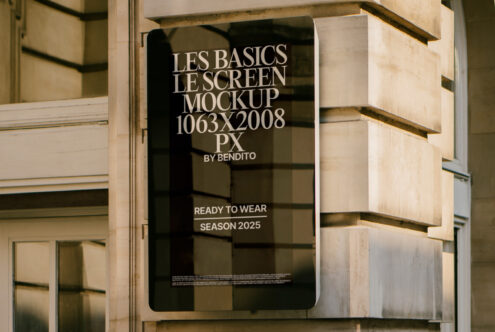 LES BASICS
LE SCREEN
MOCKUP
1063X2008
PX
BY BENDITO
READY TO WEAR
SEASON 2025